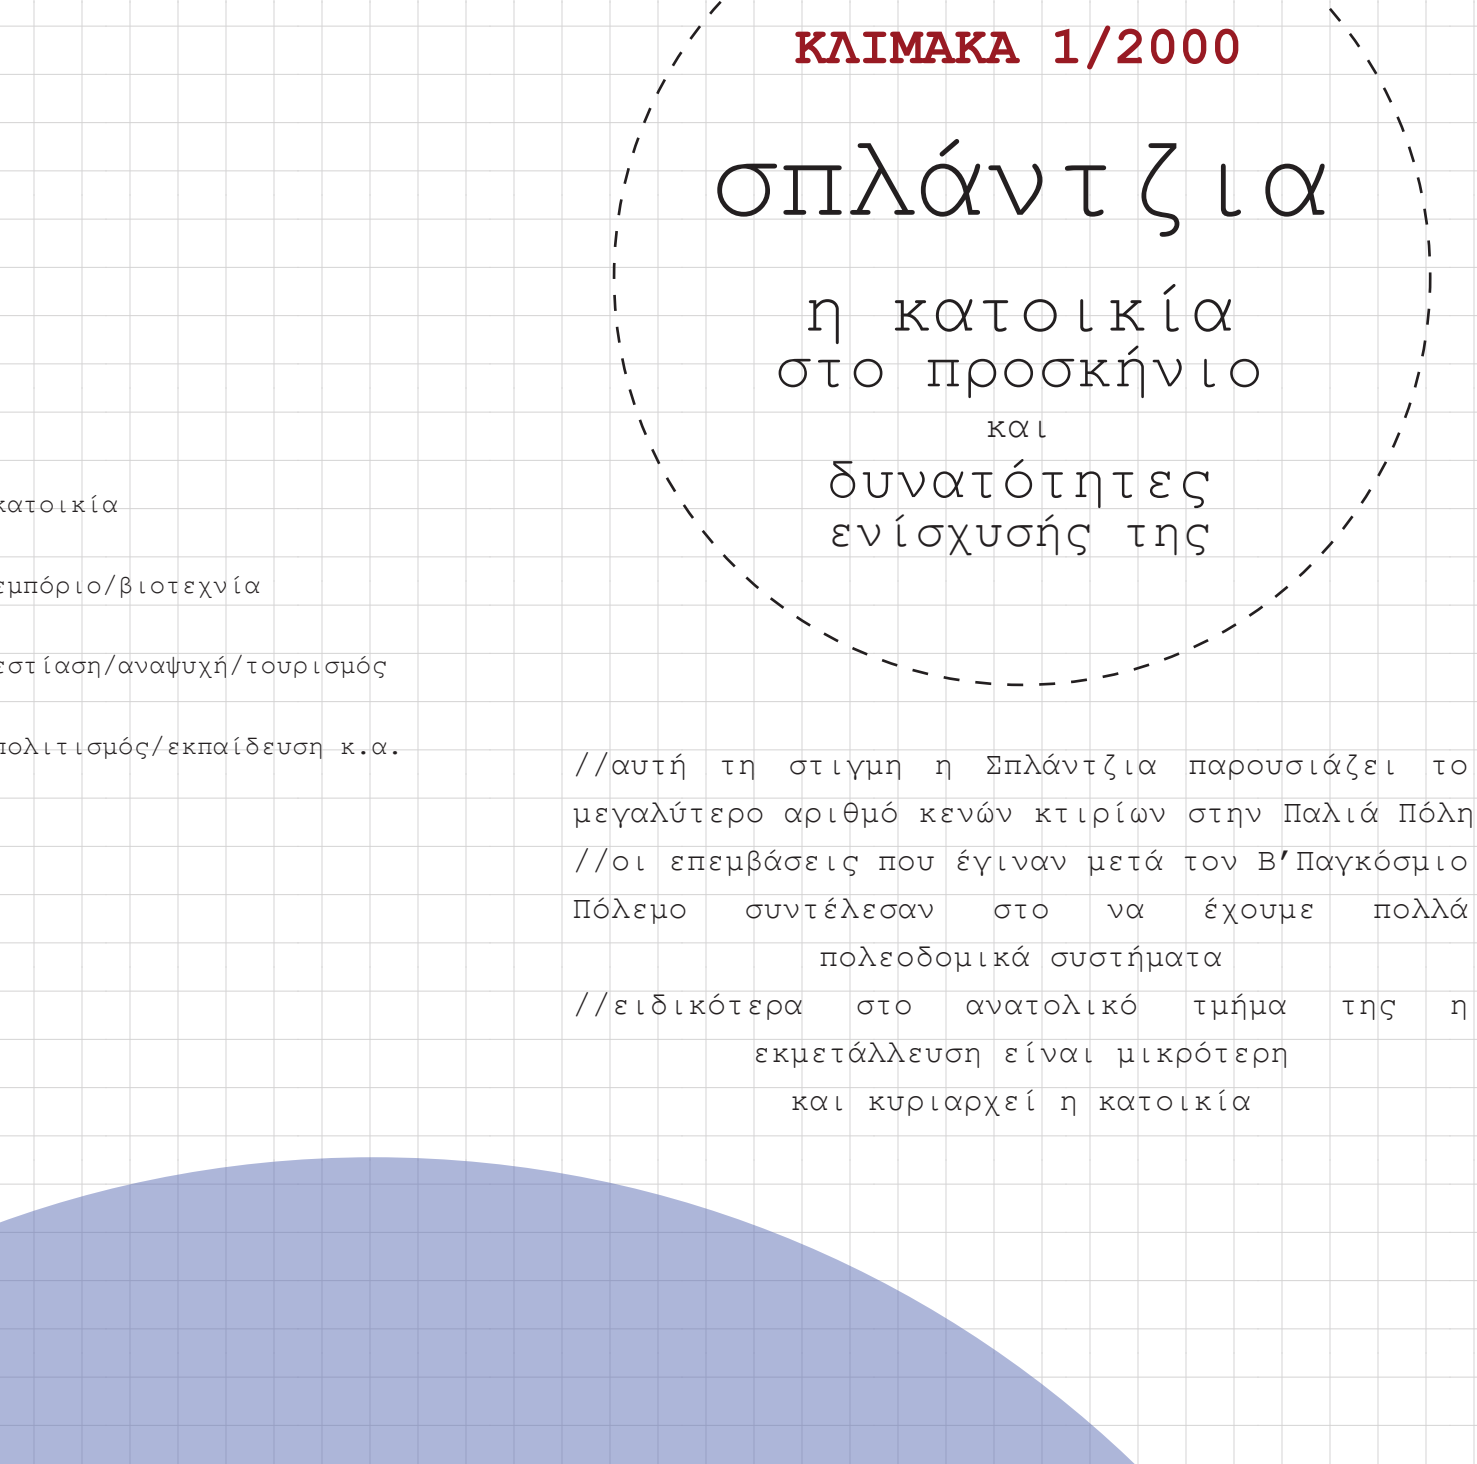 ΚΛΙΜΑΚΑ 1/2000
σπλάντζια
η κατοικία
στο προσκήνιο
και
δυνατότητες
ενίσχυσής της
κατοικία
εμπόριο/βιοτεχνία
εστίαση/αναψυχή/τουρισμός
πολιτισμός/εκπαίδευση κ.α.
//αυτή τη στιγμη η Σπλάντζια παρουσιάζει το
μεγαλύτερο αριθμό κενών κτιρίων στην Παλιά Πόλη
//οι επεμβάσεις που έγιναν μετά τον Β’Παγκόσμιο
Πόλεμο συντέλεσαν στο να έχουμε πολλά
πολεοδομικά συστήματα
//ειδικότερα στο ανατολικό τμήμα της η
εκμετάλλευση είναι μικρότερη
και κυριαρχεί η κατοικία